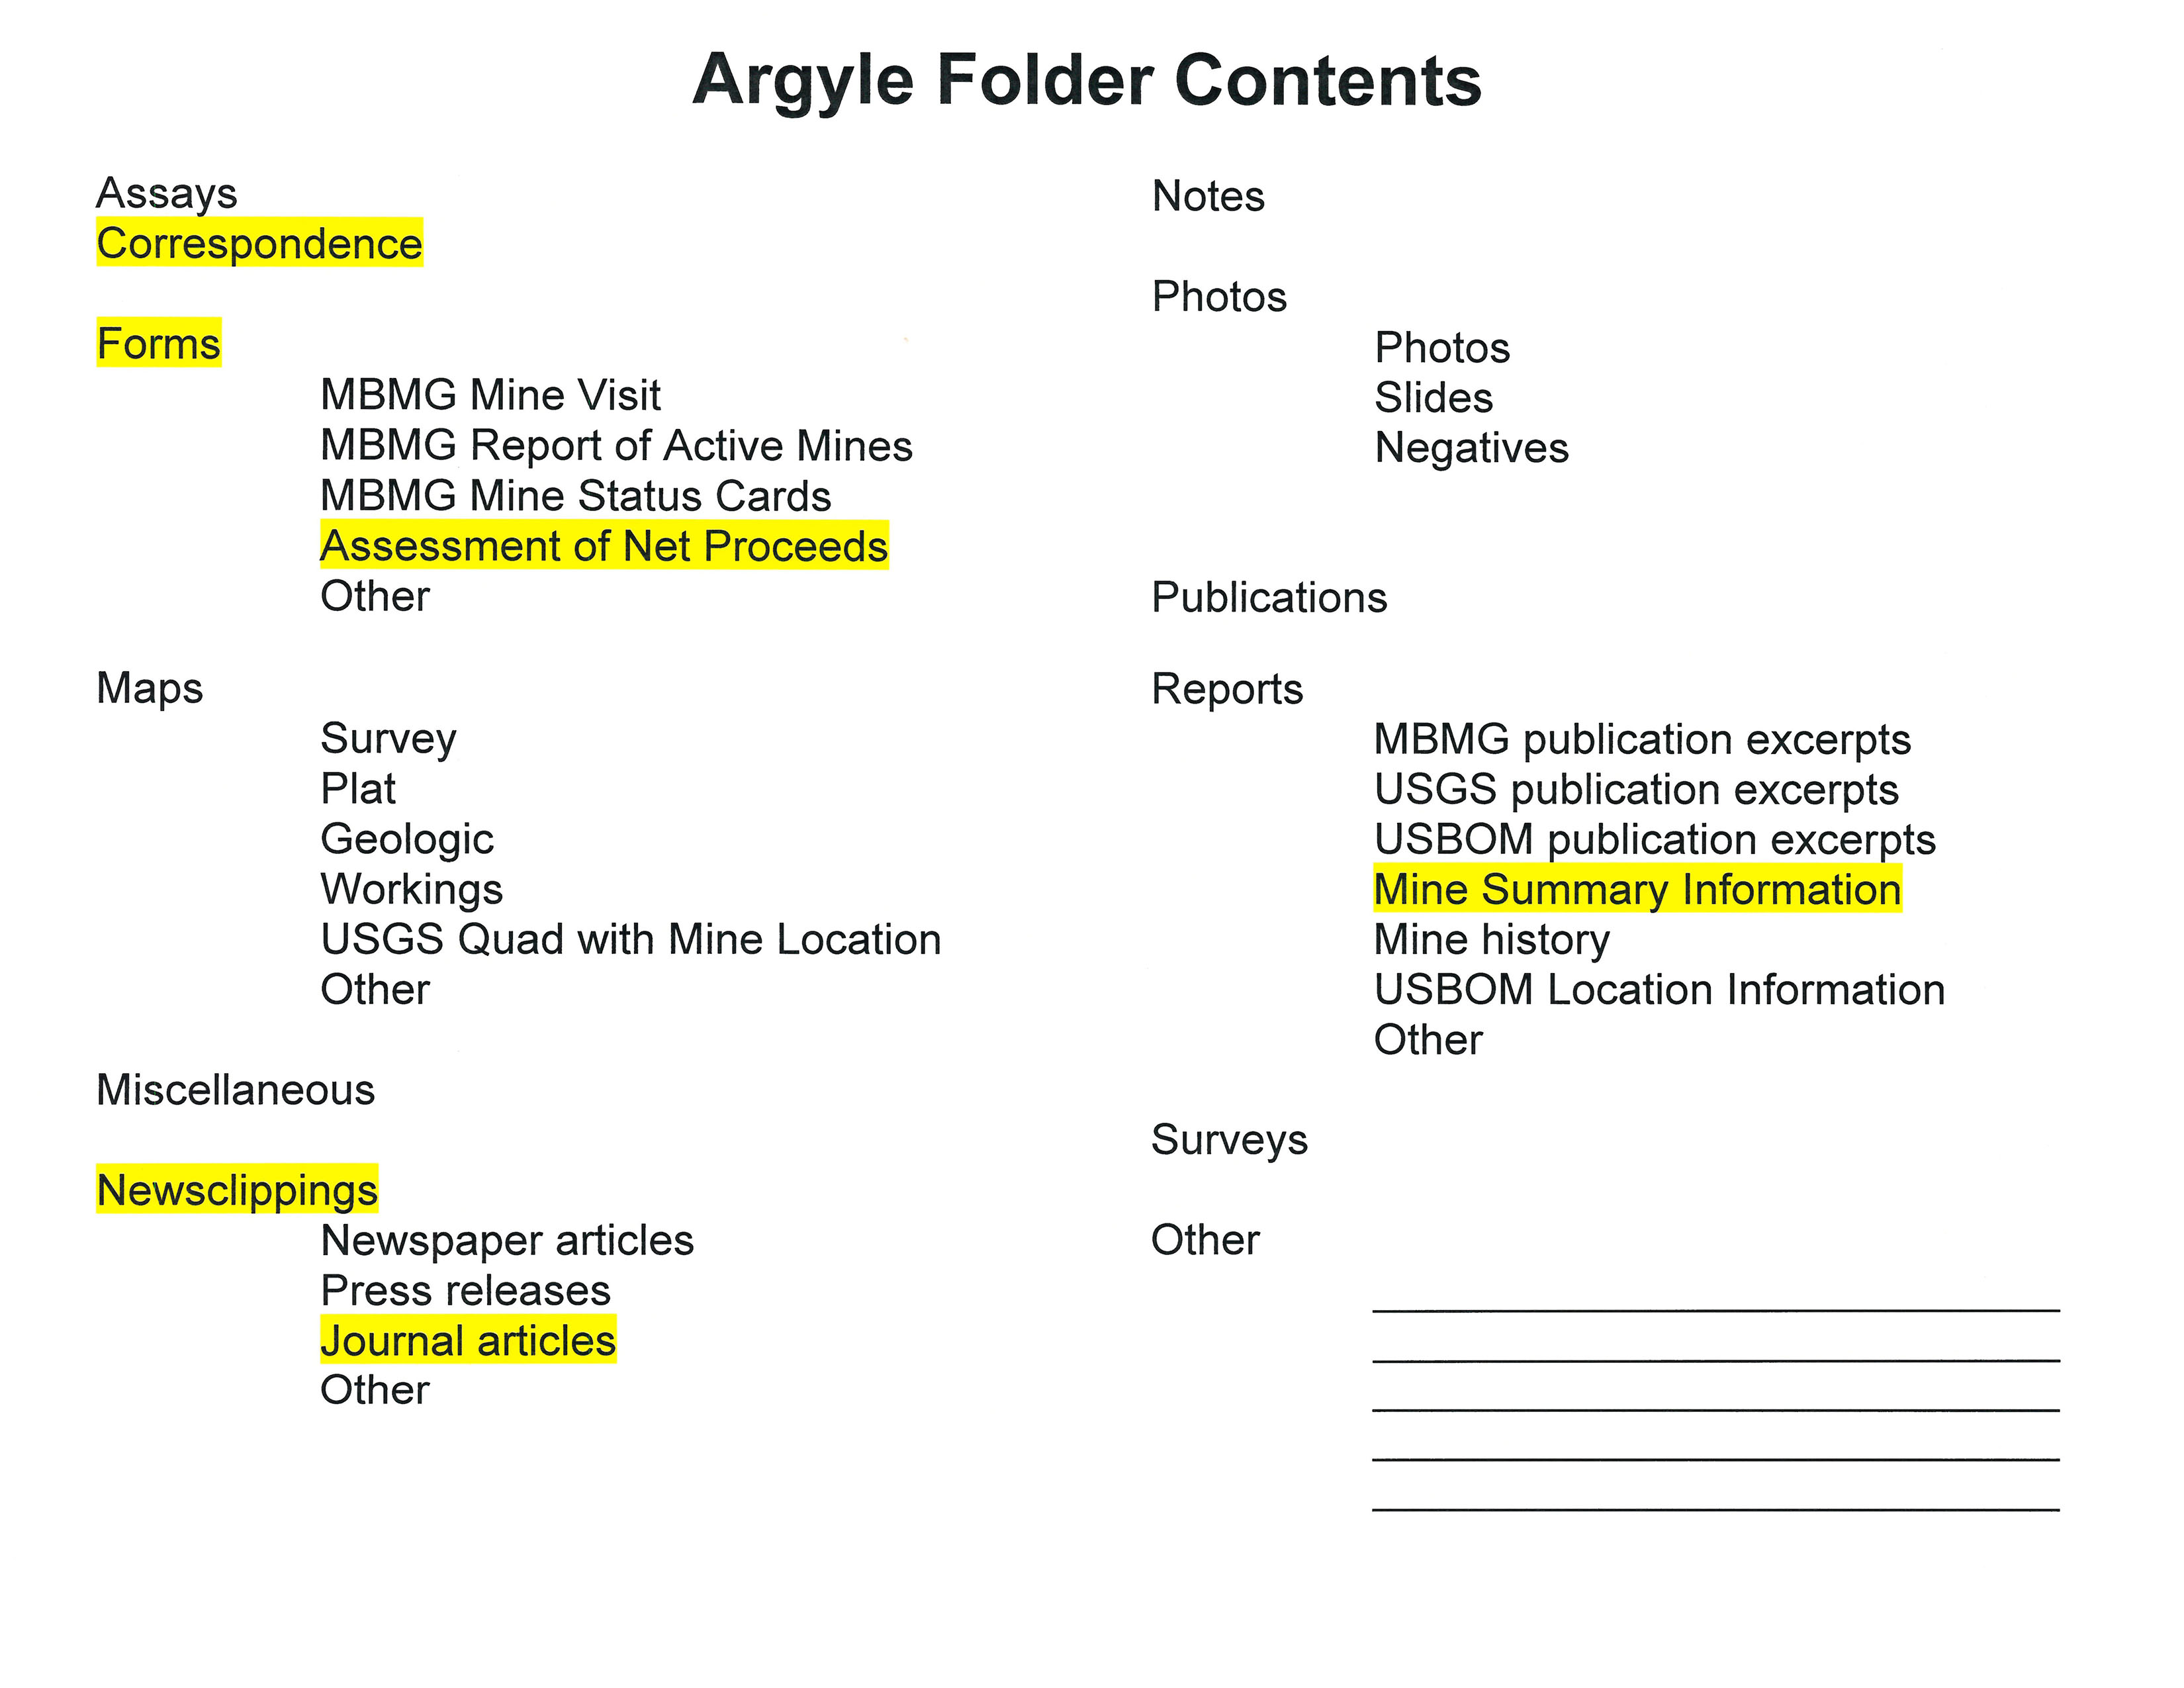 Argyle Folder Contents
Assays
Correspondence
Forms
MBMG Mine Visit
MBMG Report of Active Mines
MBMG Mine Status Cards
Assessment of Net Proceeds
Other
Maps
Survey
Plat
Geologic
Workings
USGS Quad with Mine Location
Other
Miscellaneous
Newsclippings
Newspaper articles
Press releases
Journal articles
Other
Notes
Photos
Photos
Slides
Negatives
Publications
Reports
MBMG publication excerpts
USGS publication excerpts
USBOM publication excerpts
Mine Summary Information
Mine history
USBOM Location Information
Other
Surveys
Other